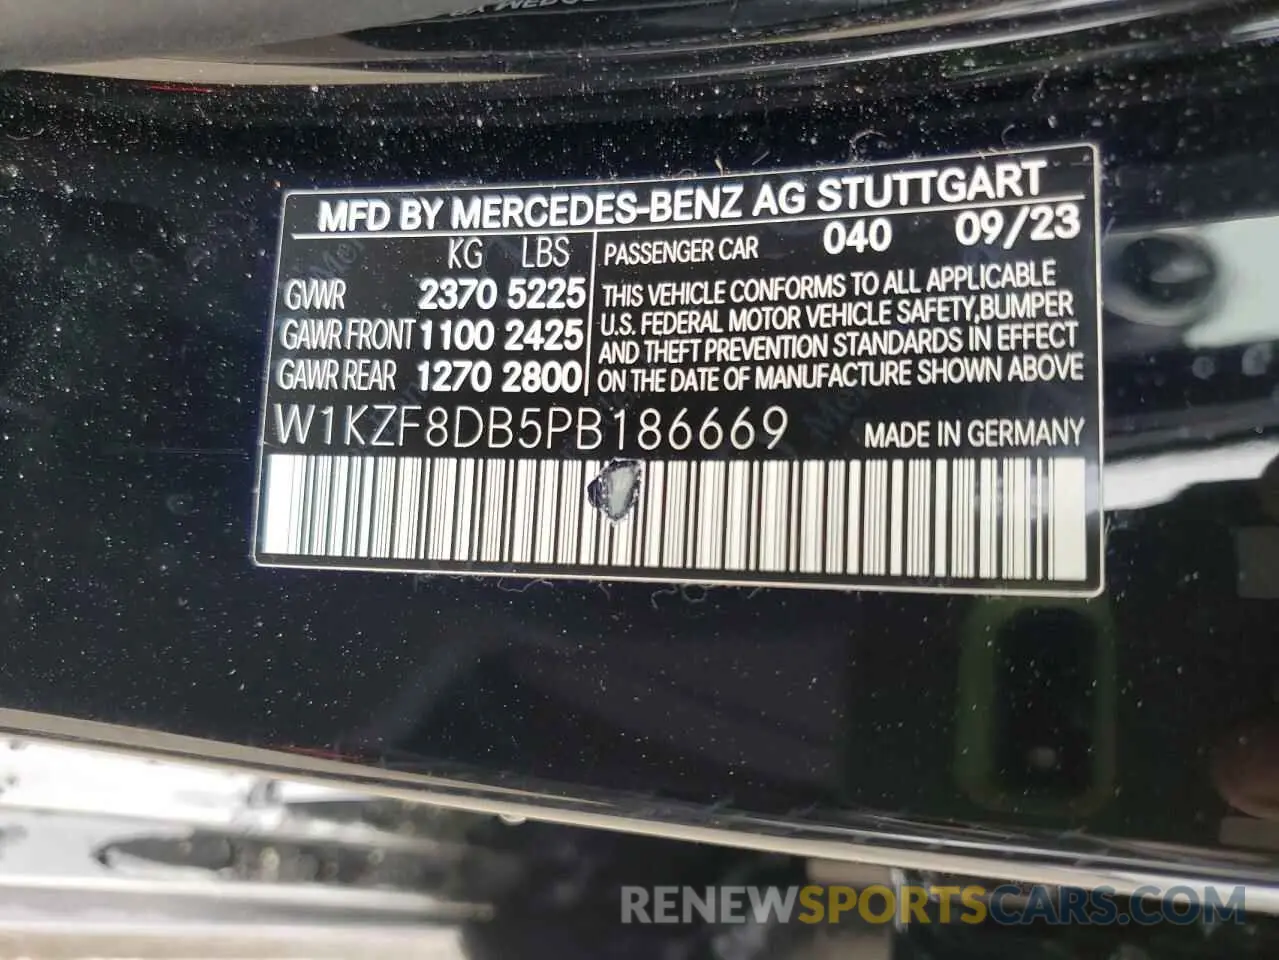 MFD BY MERCEDES-BENZ AG STUTTGART
KG LBS
GVWR 2370 5225
GAWR FRONT 1100 2425
GAWR REAR 1270 2800
PASSENGER CAR 040 09/23
THIS VEHICLE CONFORMS TO ALL APPLICABLE
U.S. FEDERAL MOTOR VEHICLE SAFETY, BUMPER
AND THEFT PREVENTION STANDARDS IN EFFECT
ON THE DATE OF MANUFACTURE SHOWN ABOVE
W1KZF8DB5PB186669 MADE IN GERMANY
RENEWSPORTSCARS.COM